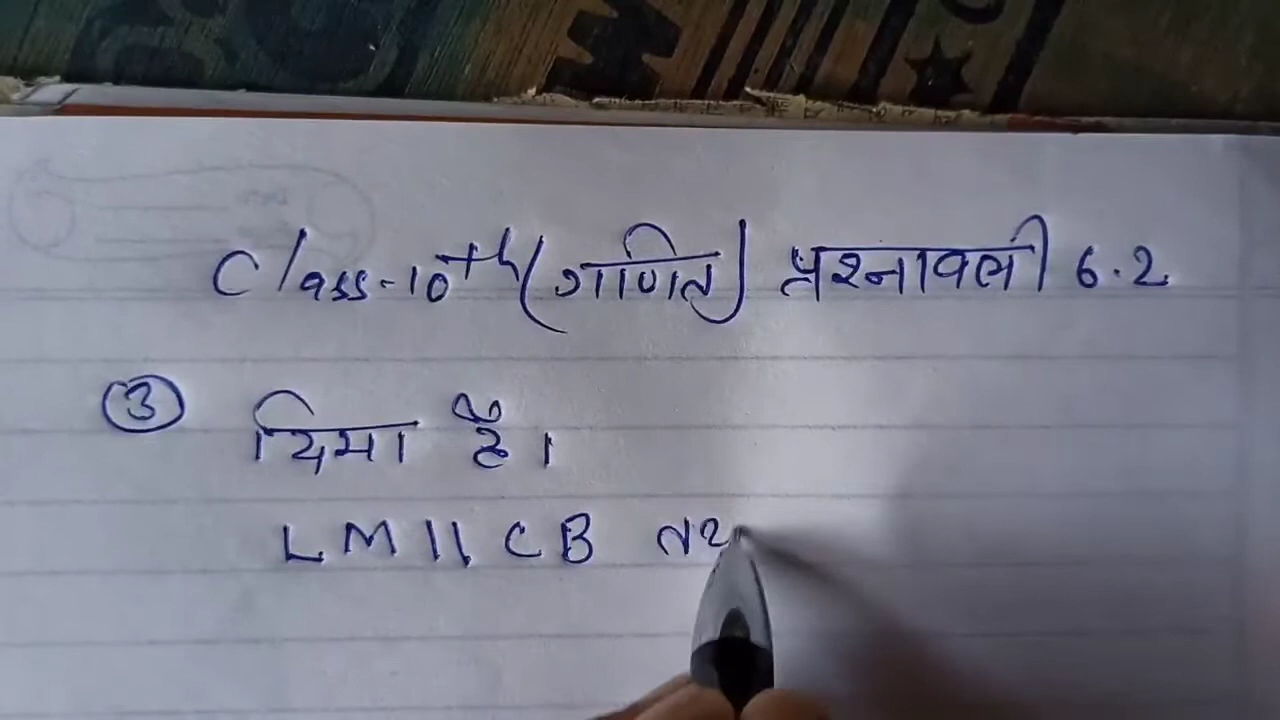 Class-10th (गणित) प्रश्नावली 6.2
③ दिया है।
LM || CB